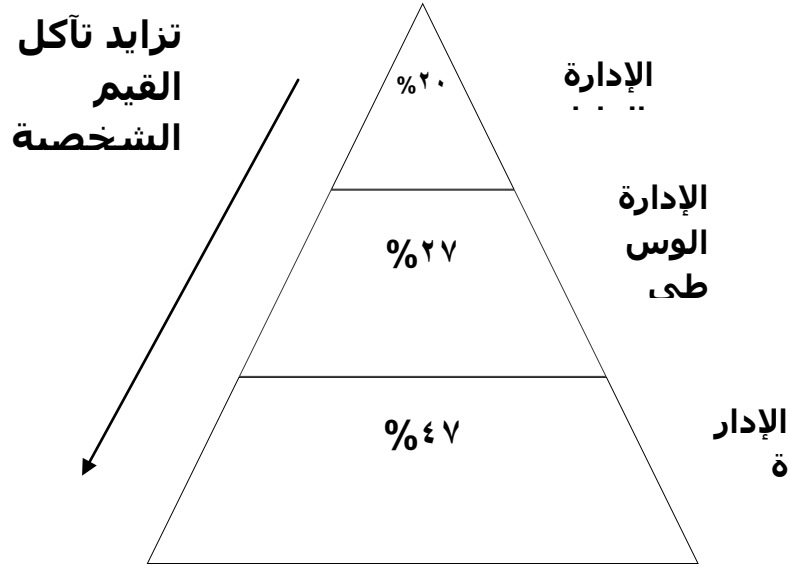 تزايد تآكل
القيم
الشخصية
%٢٠
الإدارة
%٢٧
الإدارة
الوس
طى
%٤٧
الإدار
ة